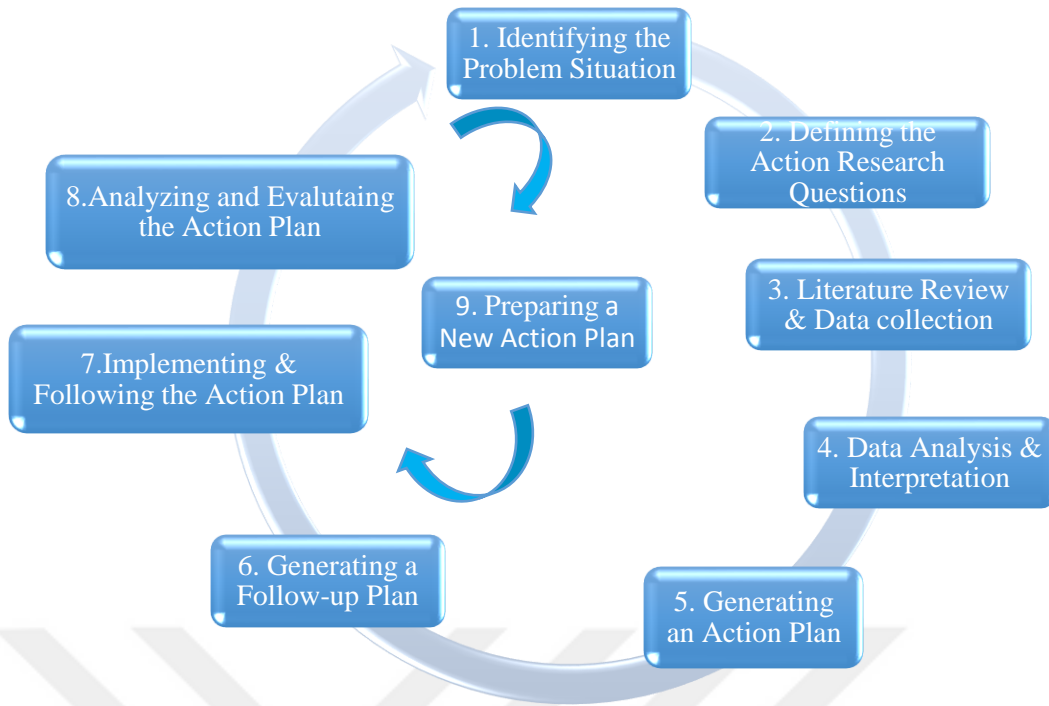 1. Identifying the
Problem Situation
2. Defining the
Action Research
Questions
3. Literature Review
& Data collection
4. Data Analysis &
Interpretation
5. Generating
an Action Plan
6. Generating a
Follow-up Plan
7.Implementing &
Following the Action Plan
8.Analyzing and Evalutaing
the Action Plan
9. Preparing a
New Action Plan